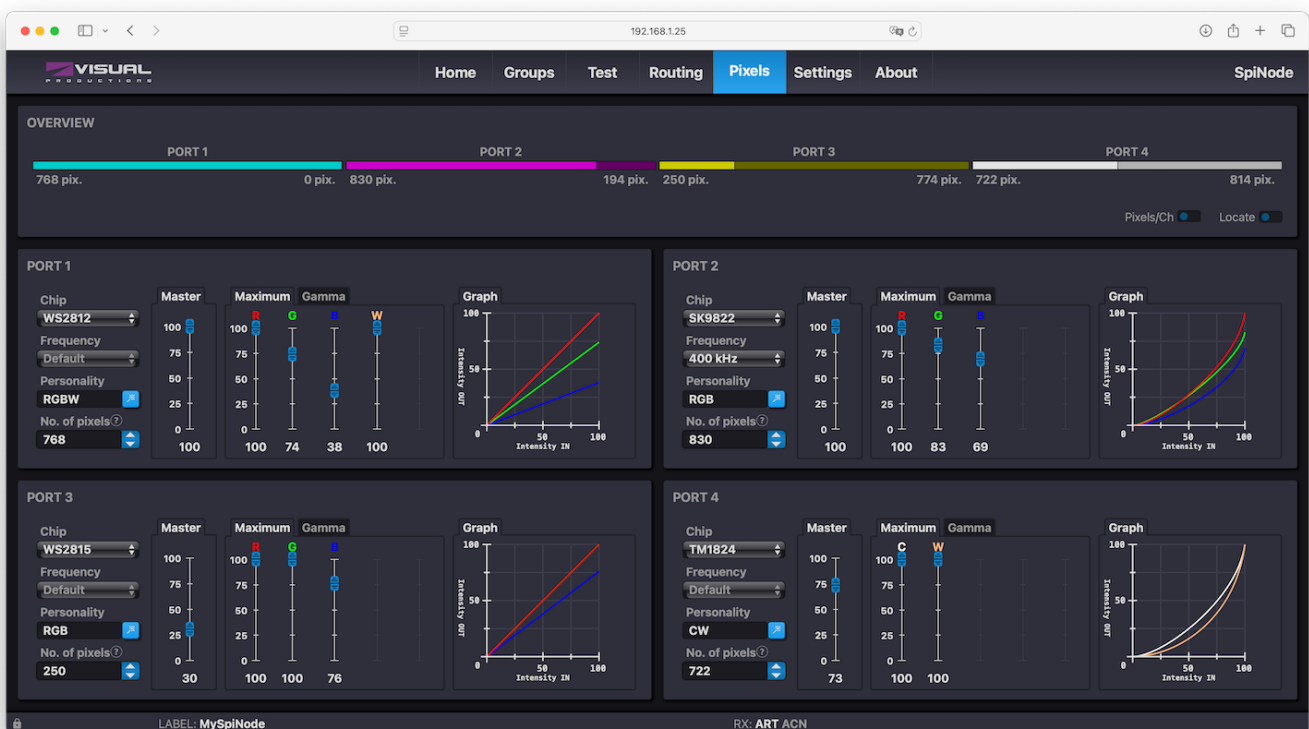 192.168.1.25
VISUAL
PRODUCTIONS
Home Groups Test Routing Pixels Settings About SpiNode
OVERVIEW
PORT 1 PORT 2 PORT 3 PORT 4
768 pix. 0 pix. 830 pix. 194 pix. 250 pix. 774 pix. 722 pix. 814 pix.
Pixels/Ch Locate
PORT 1
Chip
WS2812
Frequency
Default
Personality
RGBW
No. of pixels?
768
Master
100
75
50
25
0
100
Maximum Gamma
R G B W
100
75
50
25
0
100 74 38 100
Graph
100
50
0
50 100
Intensity OUT
Intensity IN
PORT 2
Chip
SK9822
Frequency
400 kHz
Personality
RGB
No. of pixels?
830
Master
100
75
50
25
0
100
Maximum Gamma
R G B
100
75
50
25
0
100 83 69
Graph
100
50
0
50 100
Intensity OUT
Intensity IN
PORT 3
Chip
WS2815
Frequency
Default
Personality
RGB
No. of pixels?
250
Master
100
75
50
25
0
30
Maximum Gamma
R G B
100
75
50
25
0
100 100 76
Graph
100
50
0
50 100
Intensity OUT
Intensity IN
PORT 4
Chip
TM1824
Frequency
Default
Personality
CW
No. of pixels?
722
Master
100
75
50
25
0
73
Maximum Gamma
C W
100
75
50
25
0
100 100
Graph
100
50
0
50 100
Intensity OUT
Intensity IN
LABEL: MySpiNode RX: ART ACN